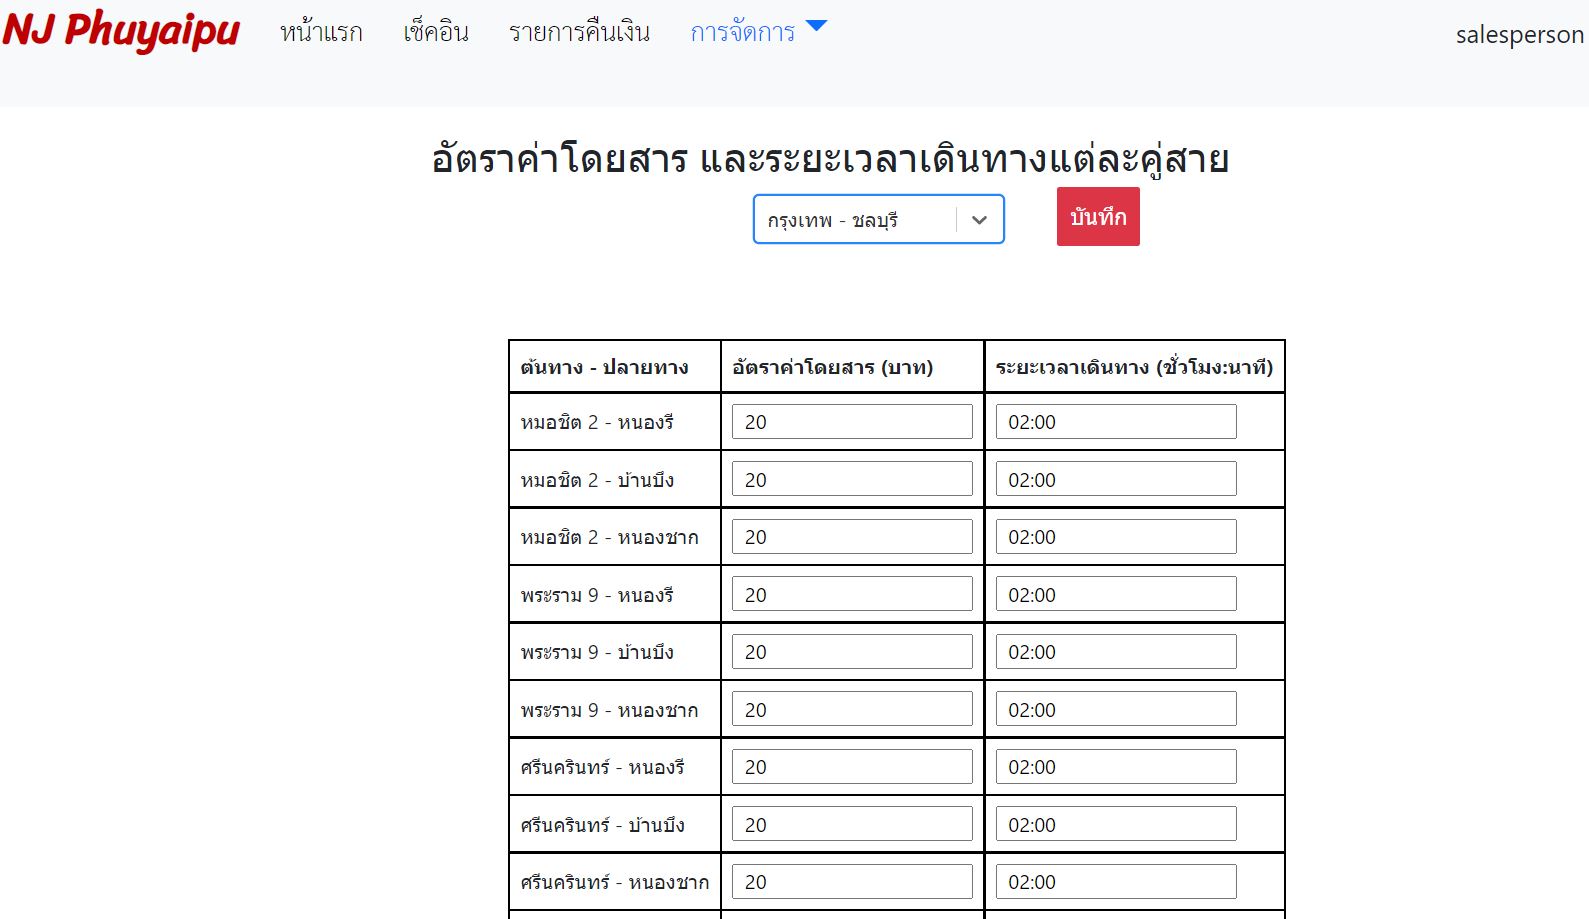 NJ Phuyaipu หน้าแรก เช็คอิน รายการคืนเงิน การจัดการ salesperson
อัตราค่าโดยสาร และระยะเวลาเดินทางแต่ละคู่สาย
กรุงเทพ - ชลบุรี บันทึก
ต้นทาง - ปลายทาง อัตราค่าโดยสาร (บาท) ระยะเวลาเดินทาง (ชั่วโมง:นาที)
หมอชิต 2 - หนองรี 20 02:00
หมอชิต 2 - บ้านบึง 20 02:00
หมอชิต 2 - หนองชาก 20 02:00
พระราม 9 - หนองรี 20 02:00
พระราม 9 - บ้านบึง 20 02:00
พระราม 9 - หนองชาก 20 02:00
ศรีนครินทร์ - หนองรี 20 02:00
ศรีนครินทร์ - บ้านบึง 20 02:00
ศรีนครินทร์ - หนองชาก 20 02:00